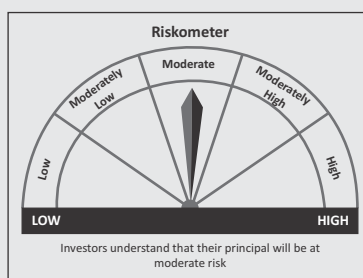 Riskometer
Moderate
Moderately
Low
Moderately
High
Low
High
LOW HIGH
Investors understand that their principal will be at
moderate risk